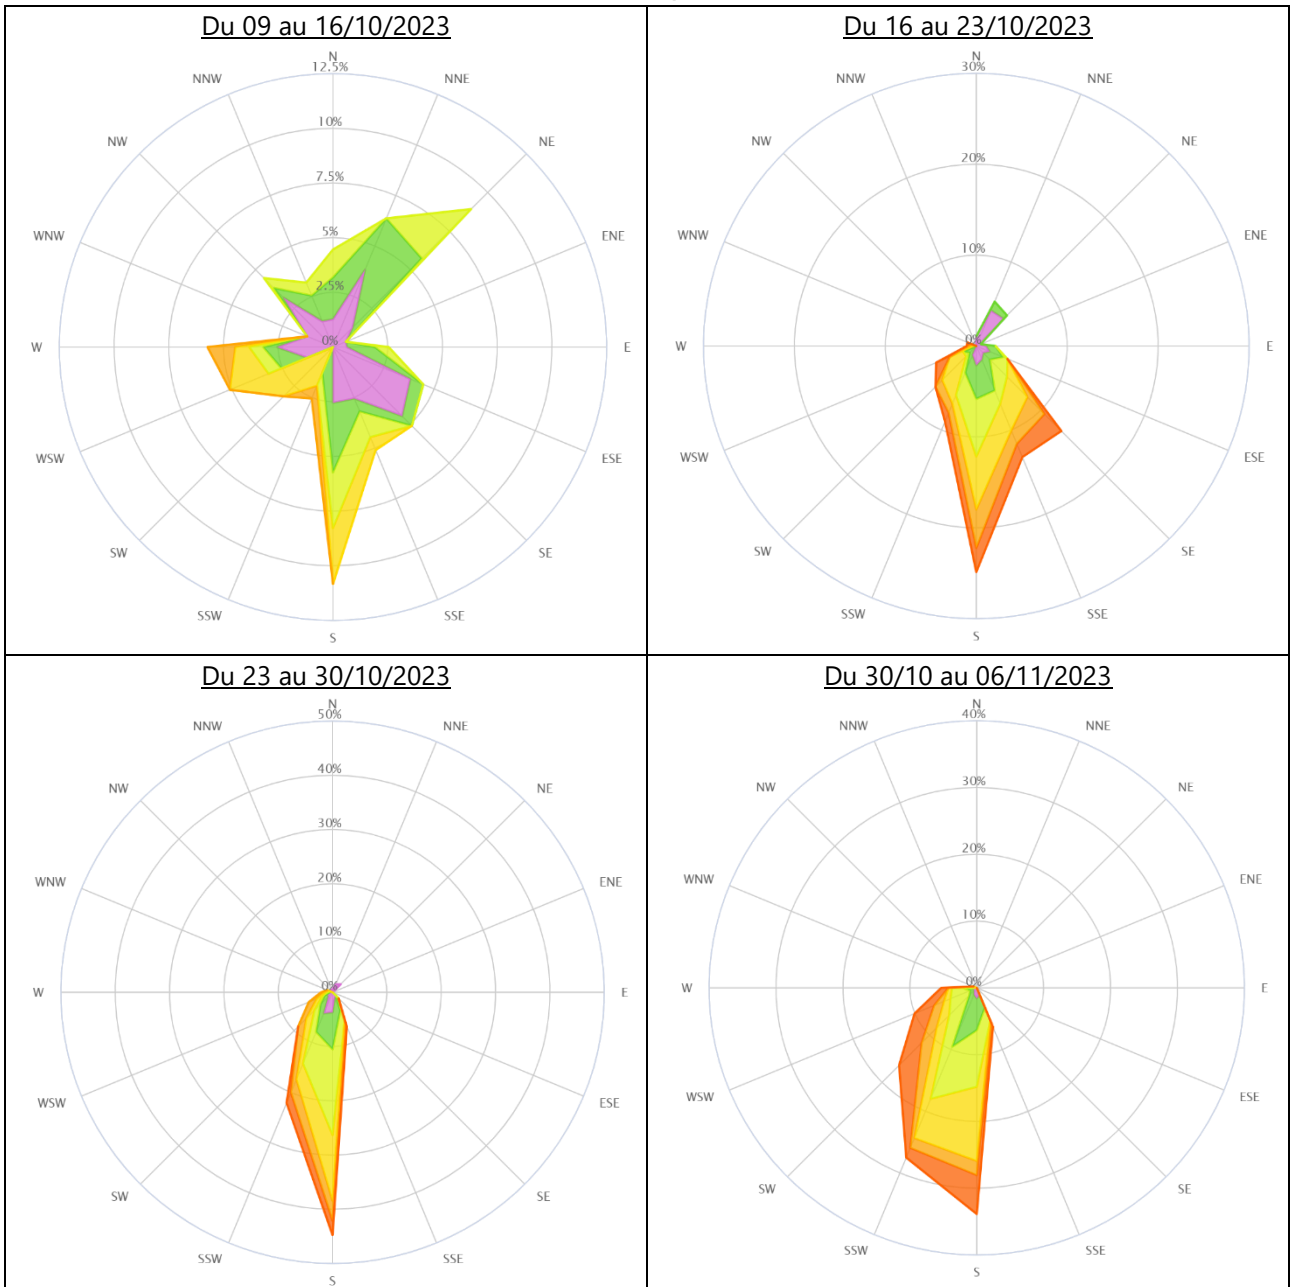 Du 09 au 16/10/2023
N
12.5%
NNW
NNE
10%
NW
NE
7.5%
5%
WNW
ENE
2.5%
0%
W
E
WSW
ESE
SW
SE
SSW
SSE
S
Du 16 au 23/10/2023
N
30%
NNW
NNE
NW
NE
20%
WNW
ENE
10%
0%
W
E
WSW
ESE
SW
SE
SSW
SSE
S
Du 23 au 30/10/2023
N
50%
NNW
NNE
40%
NW
NE
30%
20%
WNW
ENE
10%
0%
W
E
WSW
ESE
SW
SE
SSW
SSE
S
Du 30/10 au 06/11/2023
N
40%
NNW
NNE
30%
NW
NE
20%
WNW
ENE
10%
0%
W
E
WSW
ESE
SW
SE
SSW
SSE
S